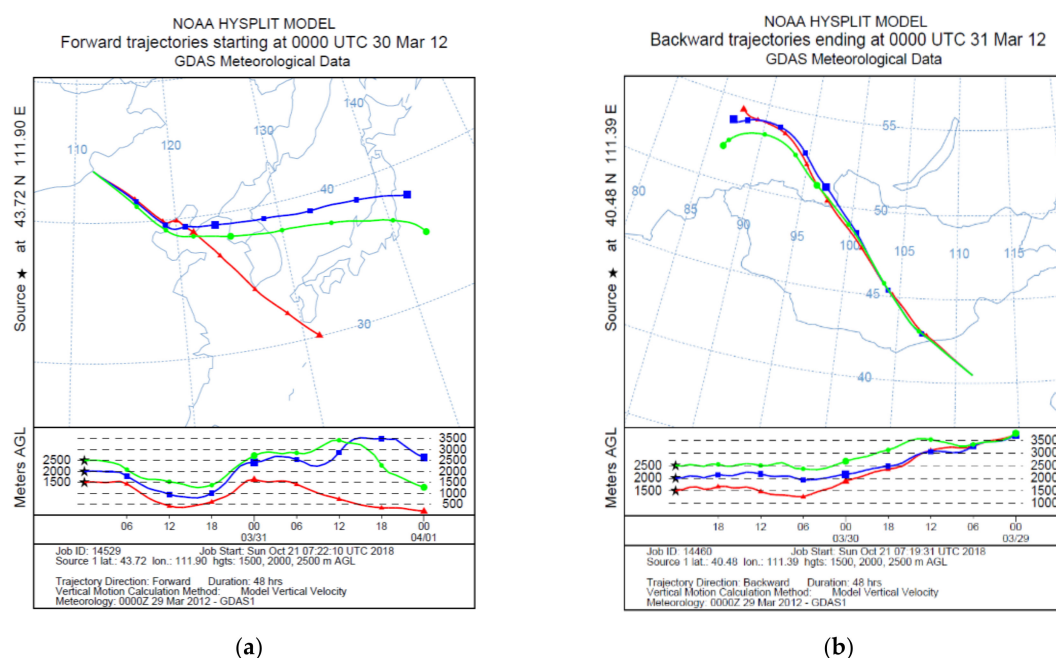 NOAA HYSPLIT MODEL
Forward trajectories starting at 0000 UTC 30 Mar 12
GDAS Meteorological Data
Source ★ at 43.72 N 111.90 E
110
120
130
140
40
30
Meters AGL
2500
2000
1500
3500
3000
2500
2000
1500
1000
500
06 12 18 00 06 12 18 00
03/31 04/01
Job ID: 14529 Job Start: Sun Oct 21 07:22:10 UTC 2018
Source 1 lat.: 43.72 lon.: 111.90 hgts: 1500, 2000, 2500 m AGL
Trajectory Direction: Forward Duration: 48 hrs
Vertical Motion Calculation Method: Model Vertical Velocity
Meteorology: 0000Z 29 Mar 2012 - GDAS1
(a)
NOAA HYSPLIT MODEL
Backward trajectories ending at 0000 UTC 31 Mar 12
GDAS Meteorological Data
Source ★ at 40.48 N 111.39 E
55
80
85
90
95
50
100
105
110
115
45
40
Meters AGL
2500
2000
1500
3500
3000
2500
2000
1500
1000
18 12 06 00 18 12 06 00
03/30 03/29
Job ID: 14460 Job Start: Sun Oct 21 07:19:31 UTC 2018
Source 1 lat.: 40.48 lon.: 111.39 hgts: 1500, 2000, 2500 m AGL
Trajectory Direction: Backward Duration: 48 hrs
Vertical Motion Calculation Method: Model Vertical Velocity
Meteorology: 0000Z 29 Mar 2012 - GDAS1
(b)